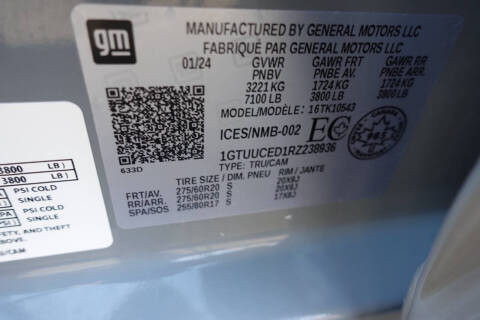 gm
MANUFACTURED BY GENERAL MOTORS LLC
FABRIQUÉ PAR GENERAL MOTORS LLC
01/24 GVWR GAWR FRT GAWR RR
PNBV PNBE AV. PNBE ARR.
3221 KG 1724 KG 1724 KG
7100 LB 3800 LB 3800 LB
MODEL/MODÈLE: 16TK10543
ICES/NMB-002 EC
633D
1GTUUCED1RZ238936
TYPE: TRU/CAM
TIRE SIZE / DIM. PNEU RIM / JANTE
FRT/AV. 275/60R20 S 20X9J
RR/ARR. 275/60R20 S 20X9J
SPA/SOS 255/80R17 S 17X8J
3800 LB)
3800 LB)
PSI COLD
SINGLE
PSI COLD
SINGLE
AND THEFT
ABOVE.
/CAM